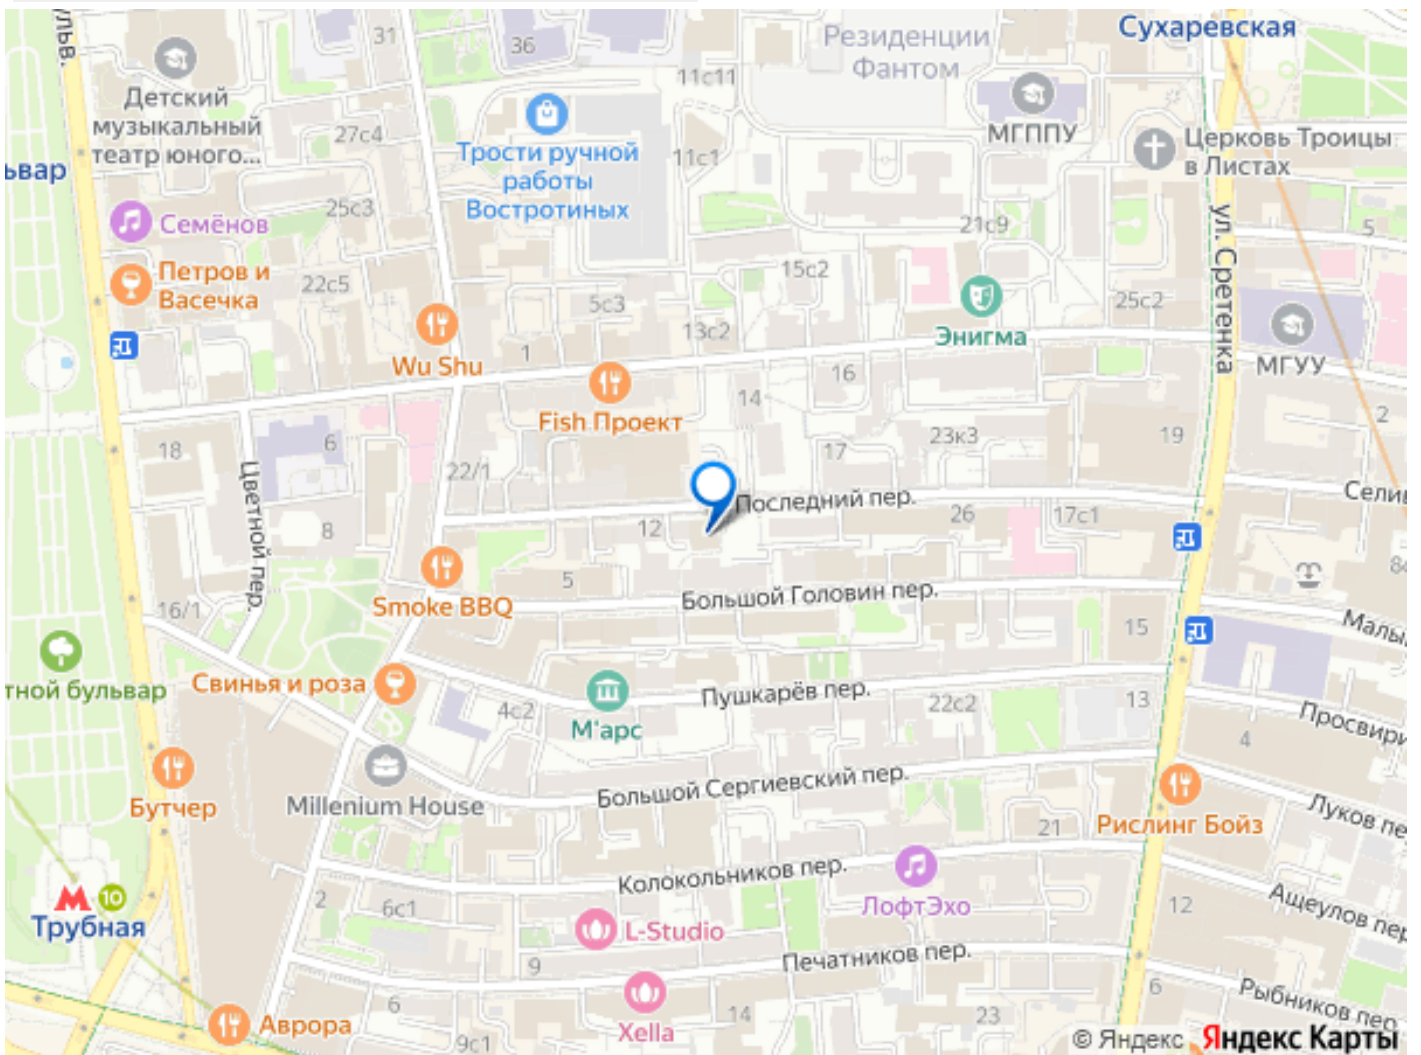 Сухаревская
ульв.
31
36
Резиденции
Фантом
11с11
Детский
музыкальный
театр юного...
27с4
МГППУ
Трости ручной
работы
Востротиных
11с1
Церковь Троицы
в Листах
ьвар
25с3
Семёнов
21с9
ул. Сретенка
5
Петров и
Васечка
22с5
15с2
5с3
25с2
13с2
Энигма
1
Wu Shu
МГУУ
16
14
2
Fish Проект
18
6
23к3
19
17
22/1
Цветной пер.
Последний пер.
Селив
12
26
17с1
8
5
8с
Smoke BBQ
16/1
Большой Головин пер.
15
Малы
тной бульвар
Свинья и роза
Пушкарёв пер.
4с2
22с2
13
М'арс
Просвири
4
Большой Сергиевский пер.
Бутчер
Millenium House
21
Рислинг Бойз
Луков пе
Колокольников пер.
10
Трубная
2
6с1
ЛофтЭхо
12
Ащеулов пер
L-Studio
9
Печатников пер.
6
6
Рыбников пер
14
23
Аврора
Xella
9с1
© Яндекс Яндекс Карты